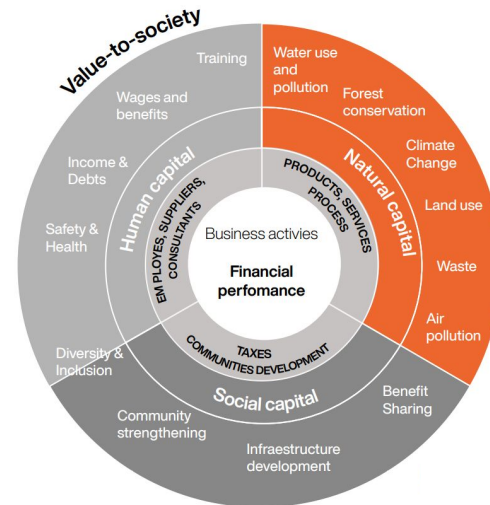 Value-to-society
Training
Wages and
benefits
Income &
Debts
Safety &
Health
Diversity &
Inclusion
Human capital
EM PLOYES, SUPPLIERS,
CONSULTANTS
Water use
and
pollution
Forest
conservation
Climate
Change
Land use
Waste
Air
pollution
Natural capital
PRODUCTS, SERVICES
PROCESS
Business activies
Financial
perfomance
TAXES
COMMUNITIES DEVELOPMENT
Social capital
Benefit
Sharing
Community
strengthening
Infraestructure
development